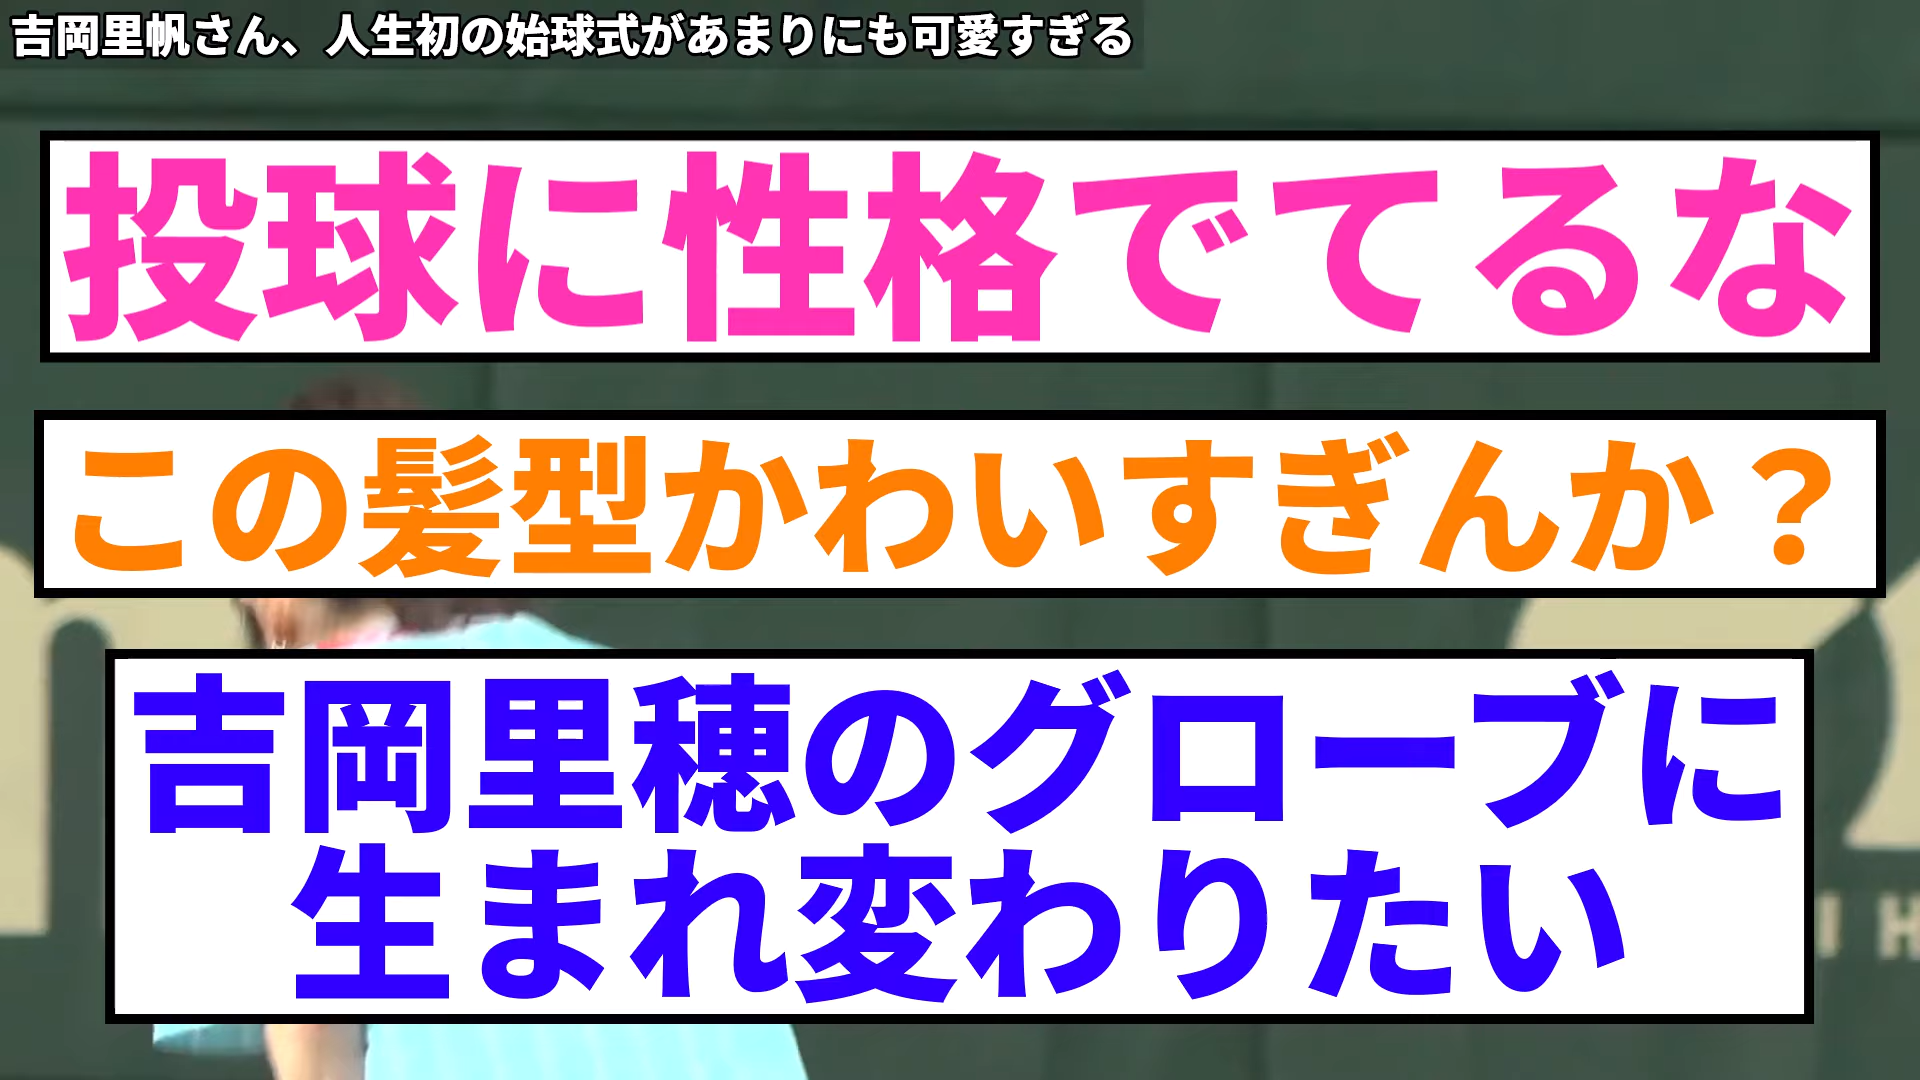 吉岡里帆さん、人生初の始球式があまりにも可愛すぎる
投球に性格でてるな
この髪型かわいすぎんか？
吉岡里穂のグローブに
生まれ変わりたい
I H